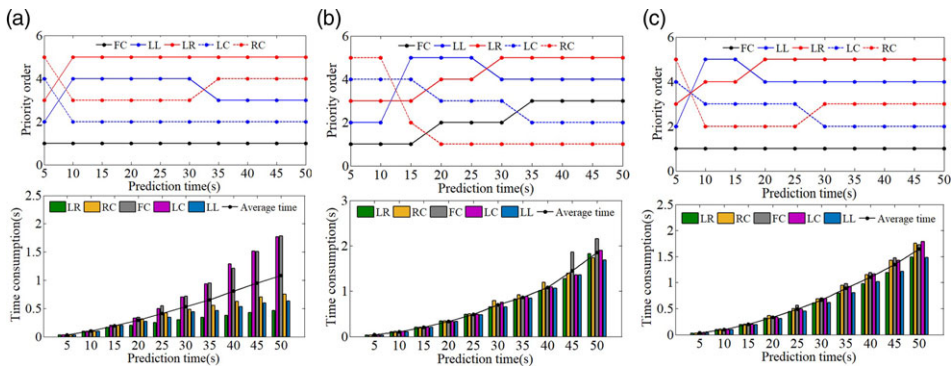 (a)
6
FC LL LR LC RC
4
2
0
Priority order
5 10 15 20 25 30 35 40 45 50
Prediction time(s)
2.5
LR RC FC LC LL Average time
2
1.5
1
0.5
0
Time consumption(s)
5 10 15 20 25 30 35 40 45 50
Prediction time(s)
(b)
6
FC LL LR LC RC
4
2
0
Priority order
5 10 15 20 25 30 35 40 45 50
Prediction time(s)
3
LR RC FC LC LL Average time
2
1
0
Time consumption(s)
5 10 15 20 25 30 35 40 45 50
Prediction time(s)
(c)
6
FC LL LR LC RC
4
2
0
Priority order
5 10 15 20 25 30 35 40 45 50
Prediction time(s)
2.5
LR RC FC LC LL Average time
2
1.5
1
0.5
0
Time consumption(s)
5 10 15 20 25 30 35 40 45 50
Prediction time(s)